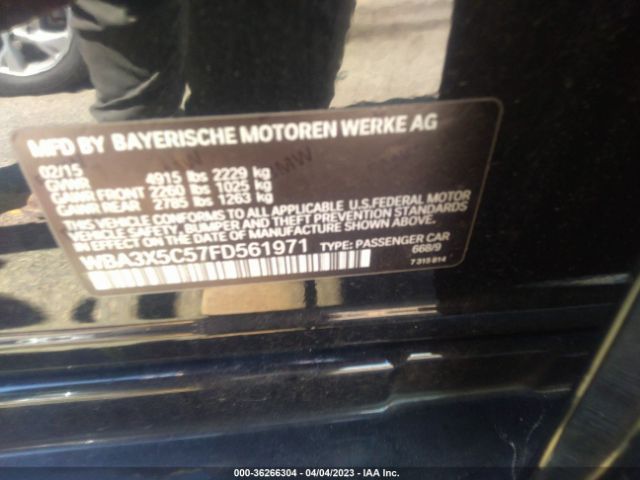 MFD BY BAYERISCHE MOTOREN WERKE AG
02/15
GVWR 4915 lbs 2229 kg
GAWR FRONT 2260 lbs 1025 kg
GAWR REAR 2785 lbs 1263 kg
THIS VEHICLE CONFORMS TO ALL APPLICABLE U.S.FEDERAL MOTOR
VEHICLE SAFETY, BUMPER, AND THEFT PREVENTION STANDARDS
IN EFFECT ON THE DATE OF MANUFACTURE SHOWN ABOVE.
WBA3X5C57FD561971 TYPE: PASSENGER CAR
668/9
7 315 814
000-36266304 - 04/04/2023 - IAA Inc.